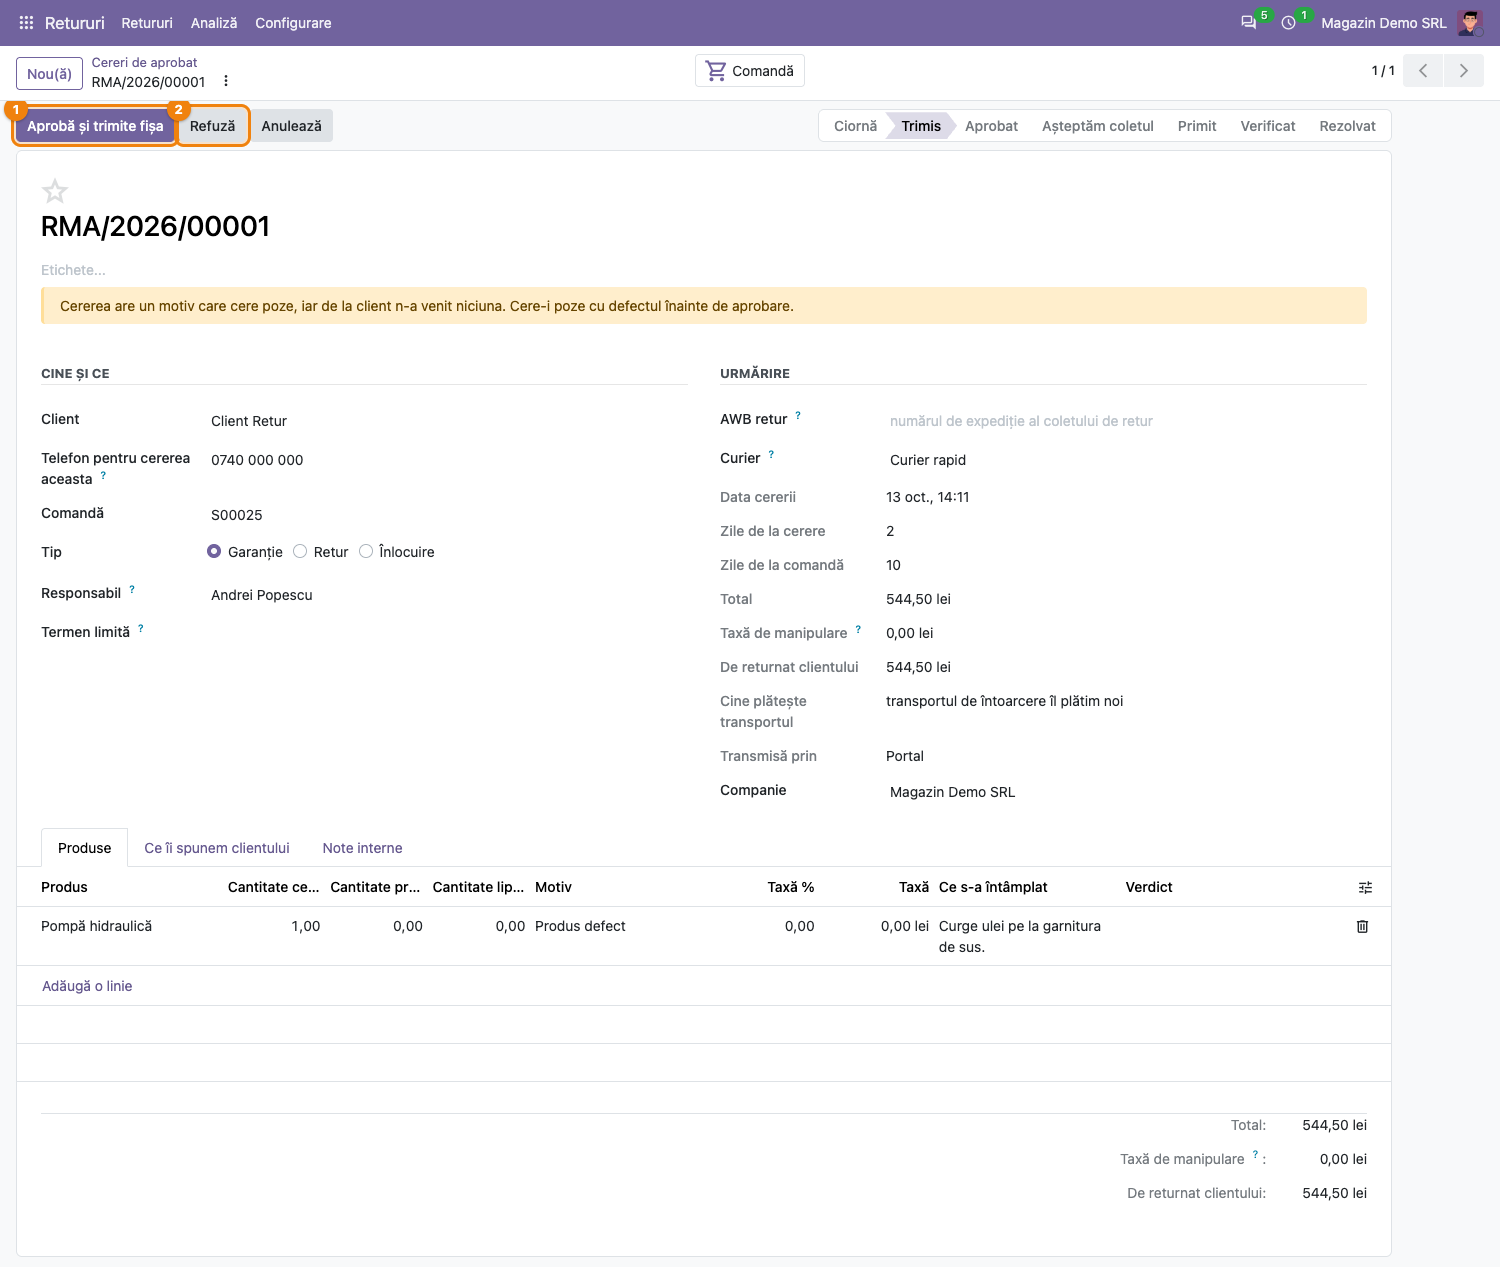 Retururi
Retururi
Analiză
Configurare
5
1
Magazin Demo SRL
Nou(ă)
Cereri de aprobat
RMA/2026/00001
Comandă
1 / 1
1
2
Aprobă și trimite fișa
Refuză
Anulează
Ciornă
Trimis
Aprobat
Așteptăm coletul
Primit
Verificat
Rezolvat
RMA/2026/00001
Etichete...
Cererea are un motiv care cere poze, iar de la client n-a venit niciuna. Cere-i poze cu defectul înainte de aprobare.
CINE ȘI CE
Client
Client Retur
Telefon pentru cererea
aceasta ?
0740 000 000
Comandă
S00025
Tip
Garanție
Retur
Înlocuire
Responsabil ?
Andrei Popescu
Termen limită ?
URMĂRIRE
AWB retur ?
numărul de expediție al coletului de retur
Curier ?
Curier rapid
Data cererii
13 oct., 14:11
Zile de la cerere
2
Zile de la comandă
10
Total
544,50 lei
Taxă de manipulare ?
0,00 lei
De returnat clientului
544,50 lei
Cine plătește
transportul
transportul de întoarcere îl plătim noi
Transmisă prin
Portal
Companie
Magazin Demo SRL
Produse
Ce îi spunem clientului
Note interne
Produs
Cantitate ce...
Cantitate pr...
Cantitate lip...
Motiv
Taxă %
Taxă
Ce s-a întâmplat
Verdict
Pompă hidraulică
1,00
0,00
0,00
Produs defect
0,00
0,00 lei
Curge ulei pe la garnitura
de sus.
Adăugă o linie
Total:
544,50 lei
Taxă de manipulare ? :
0,00 lei
De returnat clientului:
544,50 lei